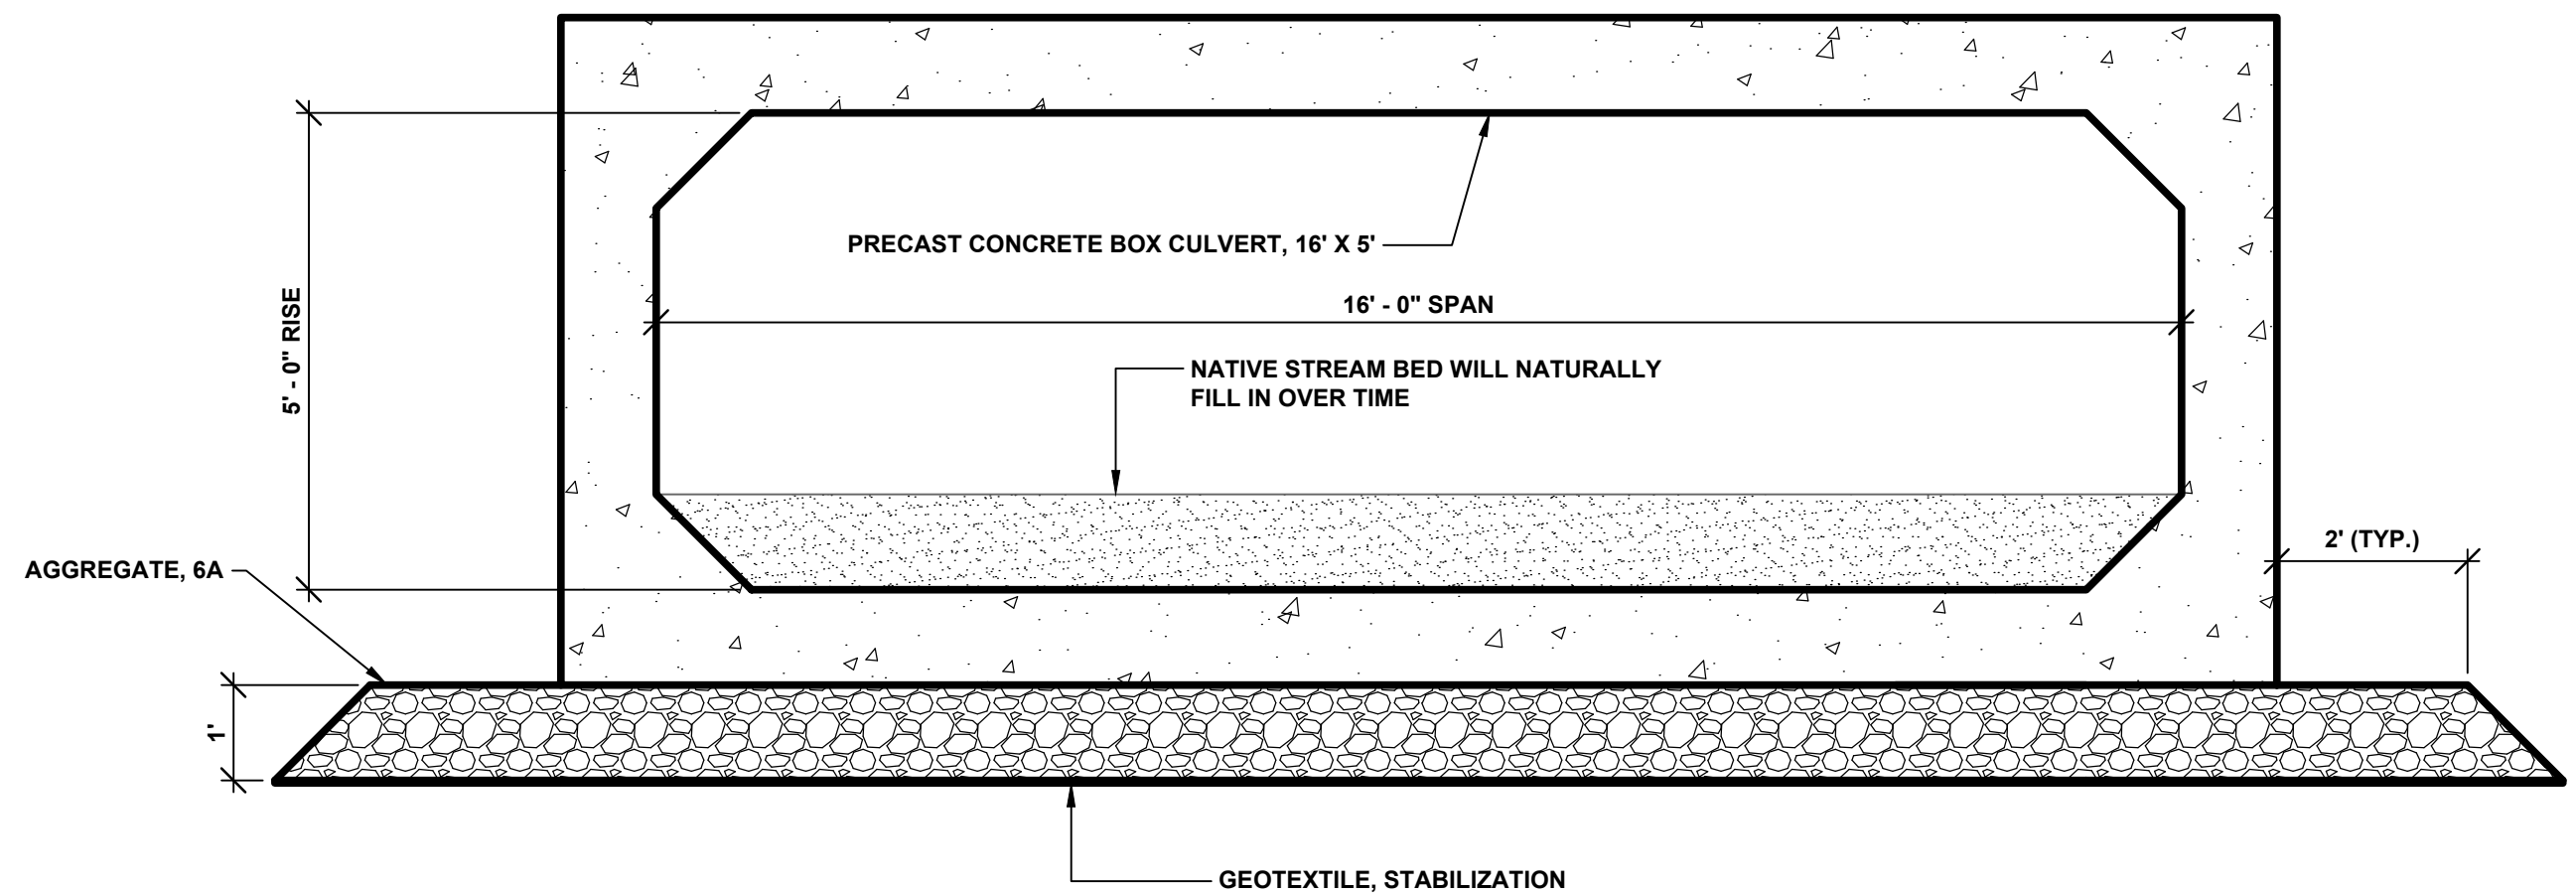 PRECAST CONCRETE BOX CULVERT, 16' X 5'
5' - 0" RISE
16' - 0" SPAN
NATIVE STREAM BED WILL NATURALLY
FILL IN OVER TIME
2' (TYP.)
AGGREGATE, 6A
1'
GEOTEXTILE, STABILIZATION